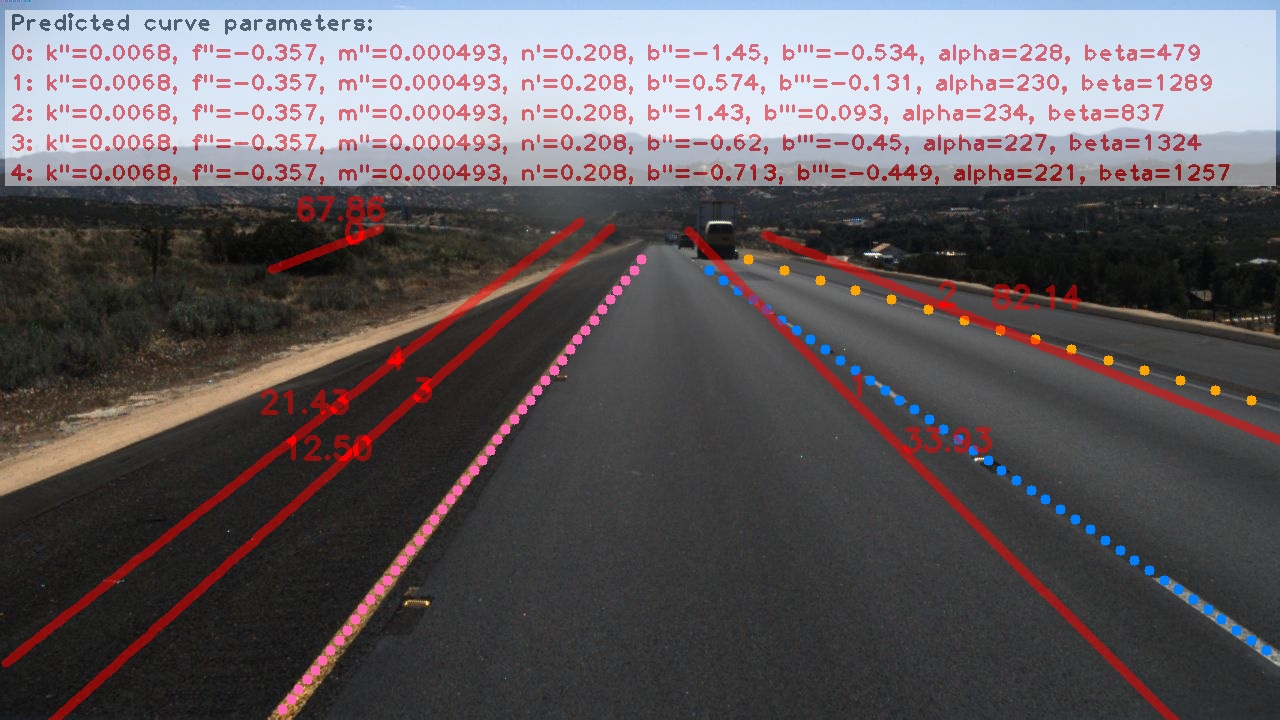 Predicted curve parameters:
0: k''=0.0068, f''=−0.357, m''=0.000493, n'=0.208, b''=−1.45, b'''=−0.534, alpha=228, beta=479
1: k''=0.0068, f''=−0.357, m''=0.000493, n'=0.208, b''=0.574, b'''=−0.131, alpha=230, beta=1289
2: k''=0.0068, f''=−0.357, m''=0.000493, n'=0.208, b''=1.43, b'''=0.093, alpha=234, beta=837
3: k''=0.0068, f''=−0.357, m''=0.000493, n'=0.208, b''=−0.62, b'''=−0.45, alpha=227, beta=1324
4: k''=0.0068, f''=−0.357, m''=0.000493, n'=0.208, b''=−0.713, b'''=−0.449, alpha=221, beta=1257
67.86
0
2 82.14
4
3
1
21.43
12.50
33.93